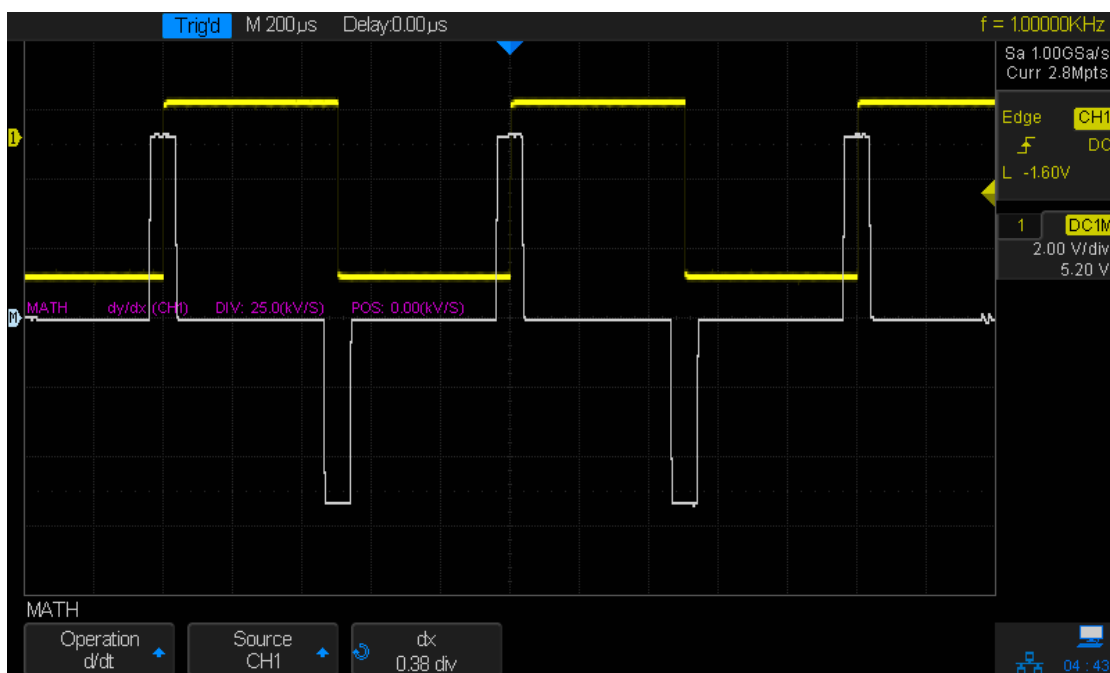 Trig'd M 200µs Delay:0.00µs f = 1.00000KHz
Sa 1.00GSa/s
Curr 2.8Mpts
Edge CH1
DC
L -1.60V
1 DC1M
2.00 V/div
5.20 V
1
MATH dy/dx (CH1) DIV: 25.0(kV/S) POS: 0.00(kV/S)
M
MATH
Operation
d/dt
Source
CH1
dx
0.38 div
04 : 43